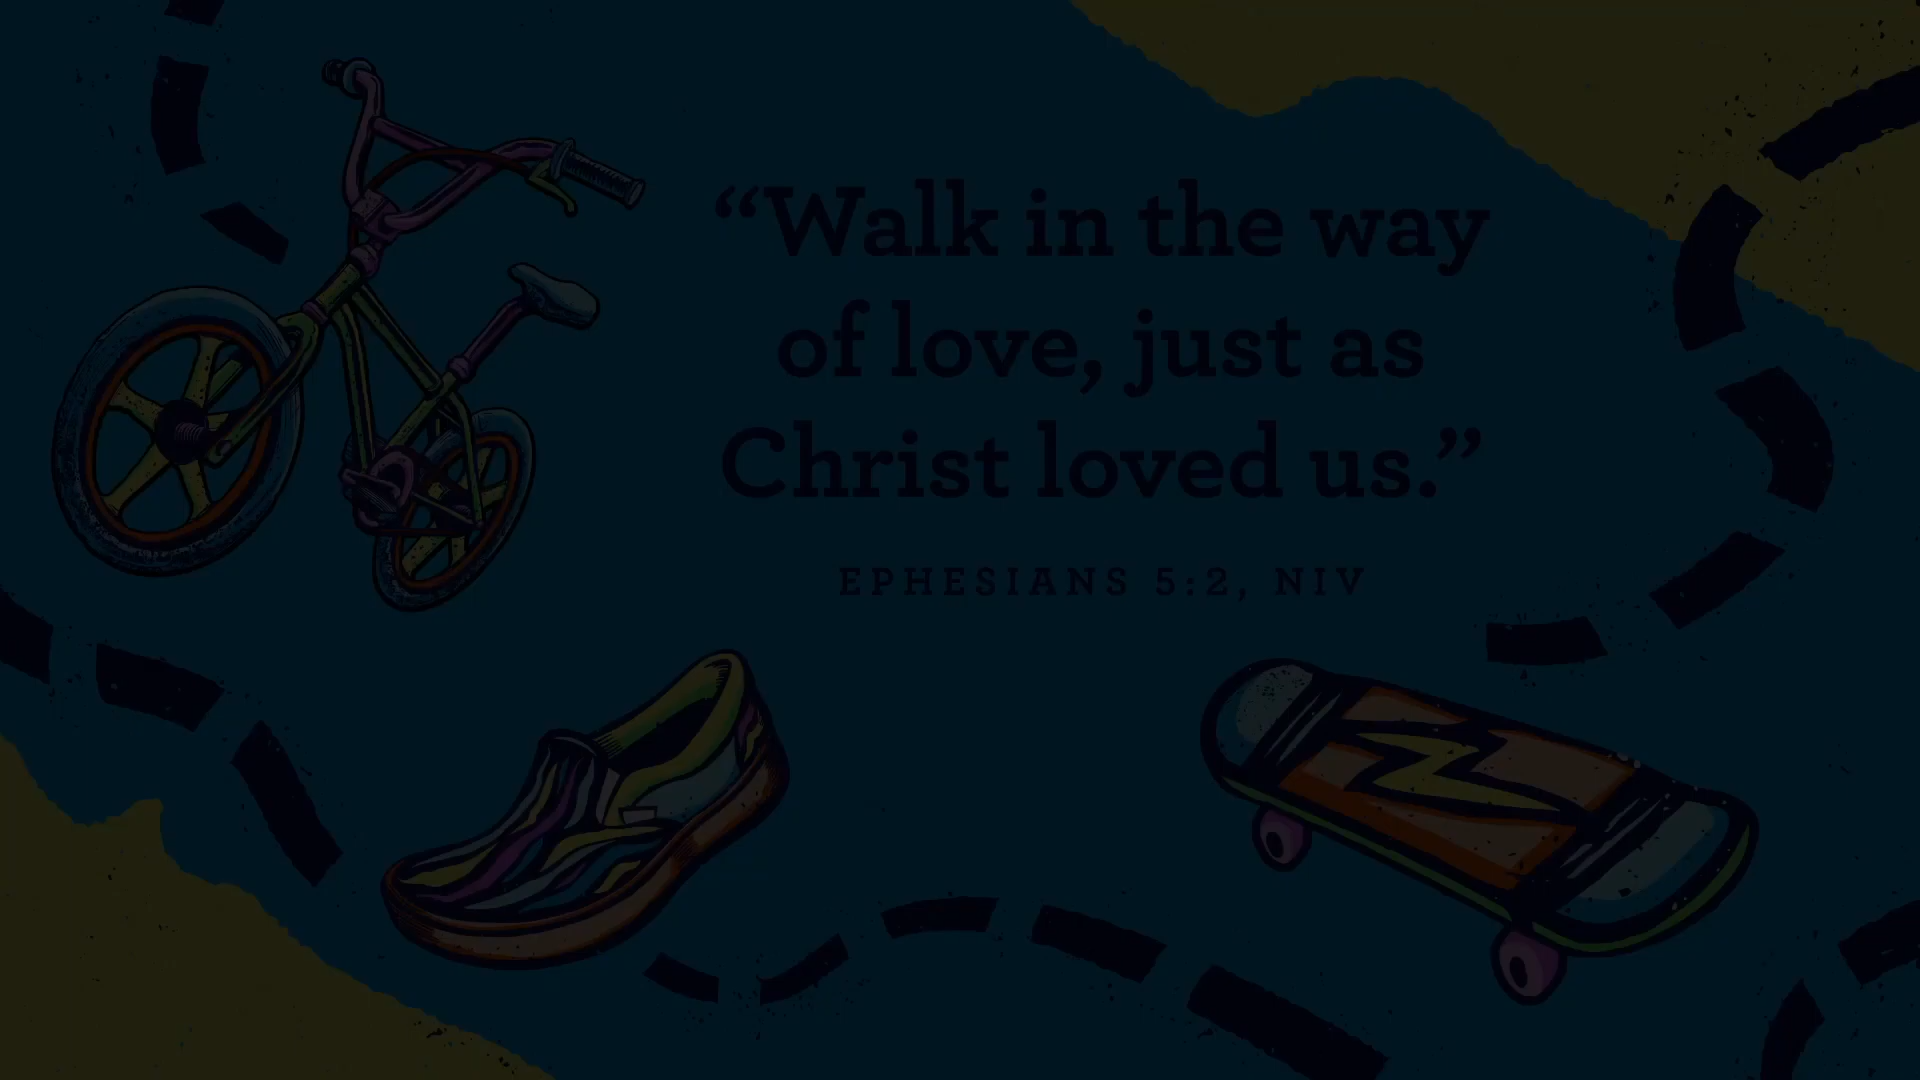 “Walk in the way
of love, just as
Christ loved us.”
EPHESIANS 5:2, NIV